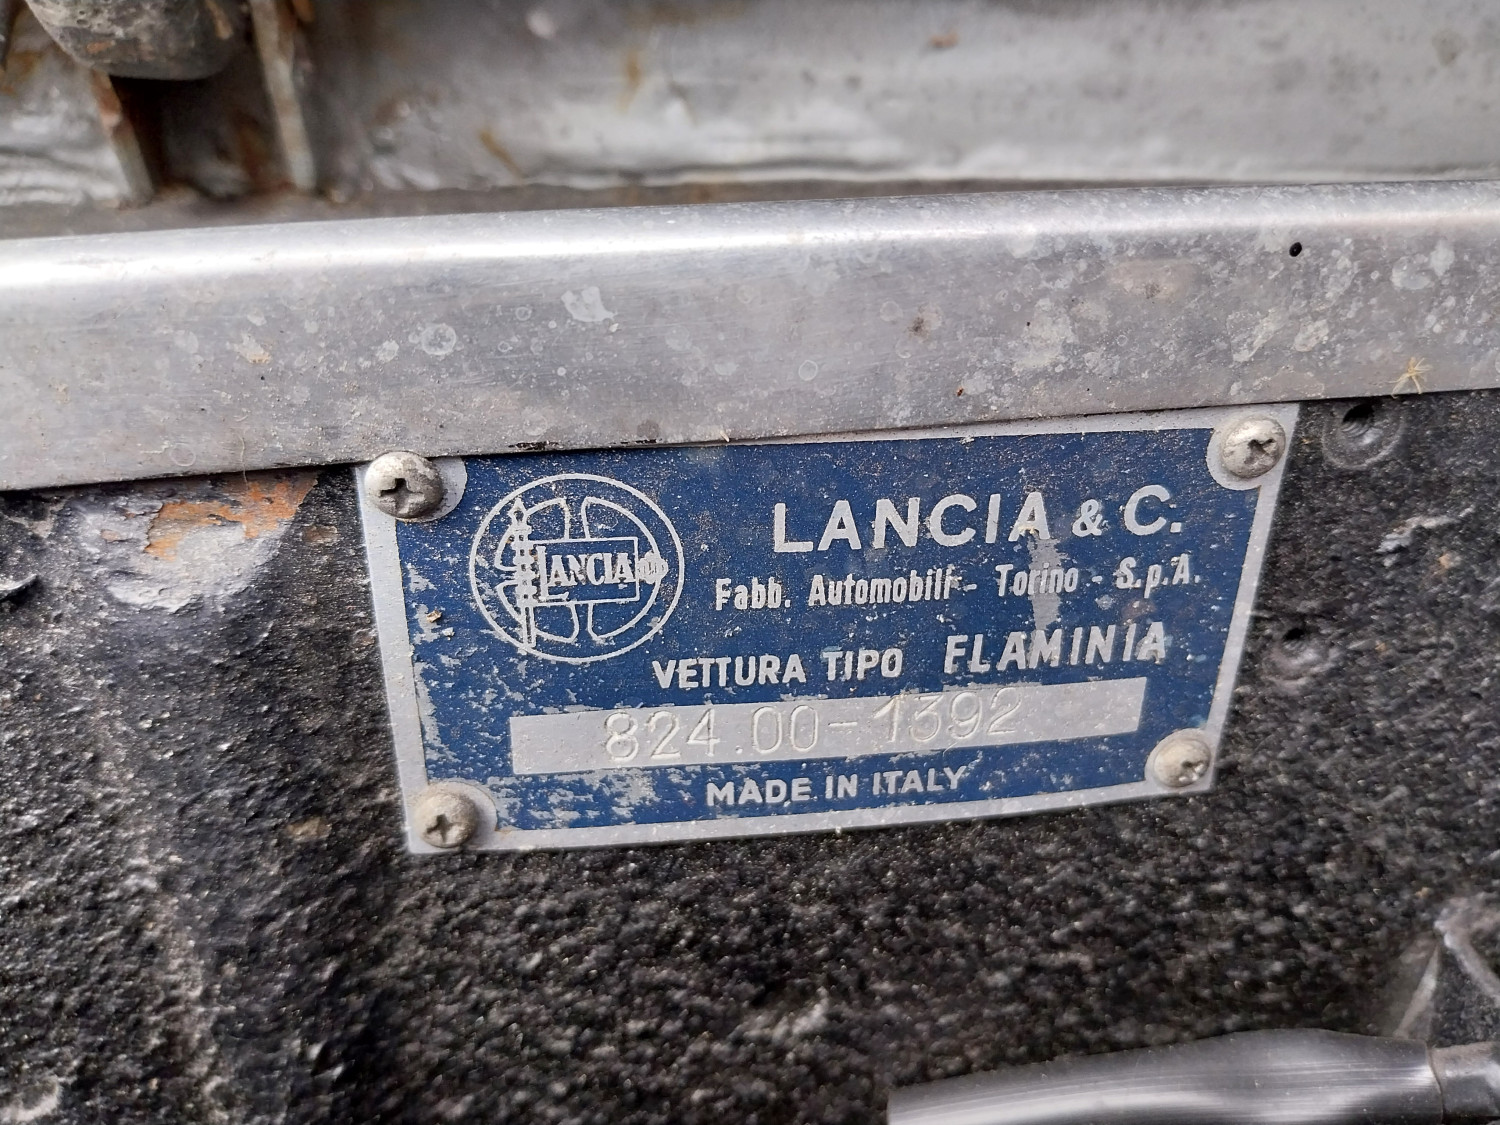 LANCIA
LANCIA & C.
Fabb. Automobili - Torino - S.p.A.
VETTURA TIPO FLAMINIA
824.00-1392
MADE IN ITALY